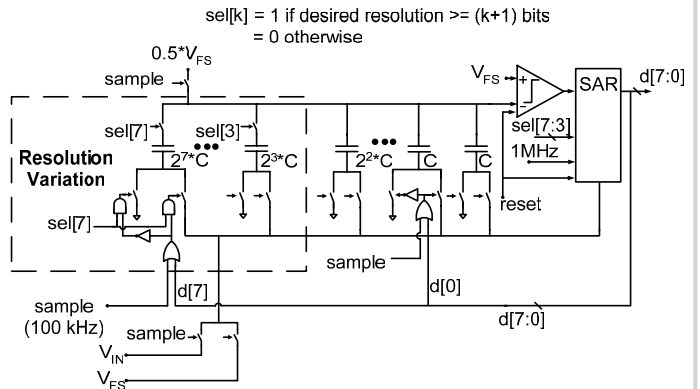 sel[k] = 1 if desired resolution >= (k+1) bits
= 0 otherwise
0.5*V_FS
sample
V_FS
SAR
d[7:0]
sel[7]
sel[3]
sel[7:3]
Resolution
Variation
2^7*C
2^3*C
2^2*C
C
C
1MHz
reset
sel[7]
sample
d[7]
d[0]
sample
(100 kHz)
d[7:0]
sample
V_IN
V_FS